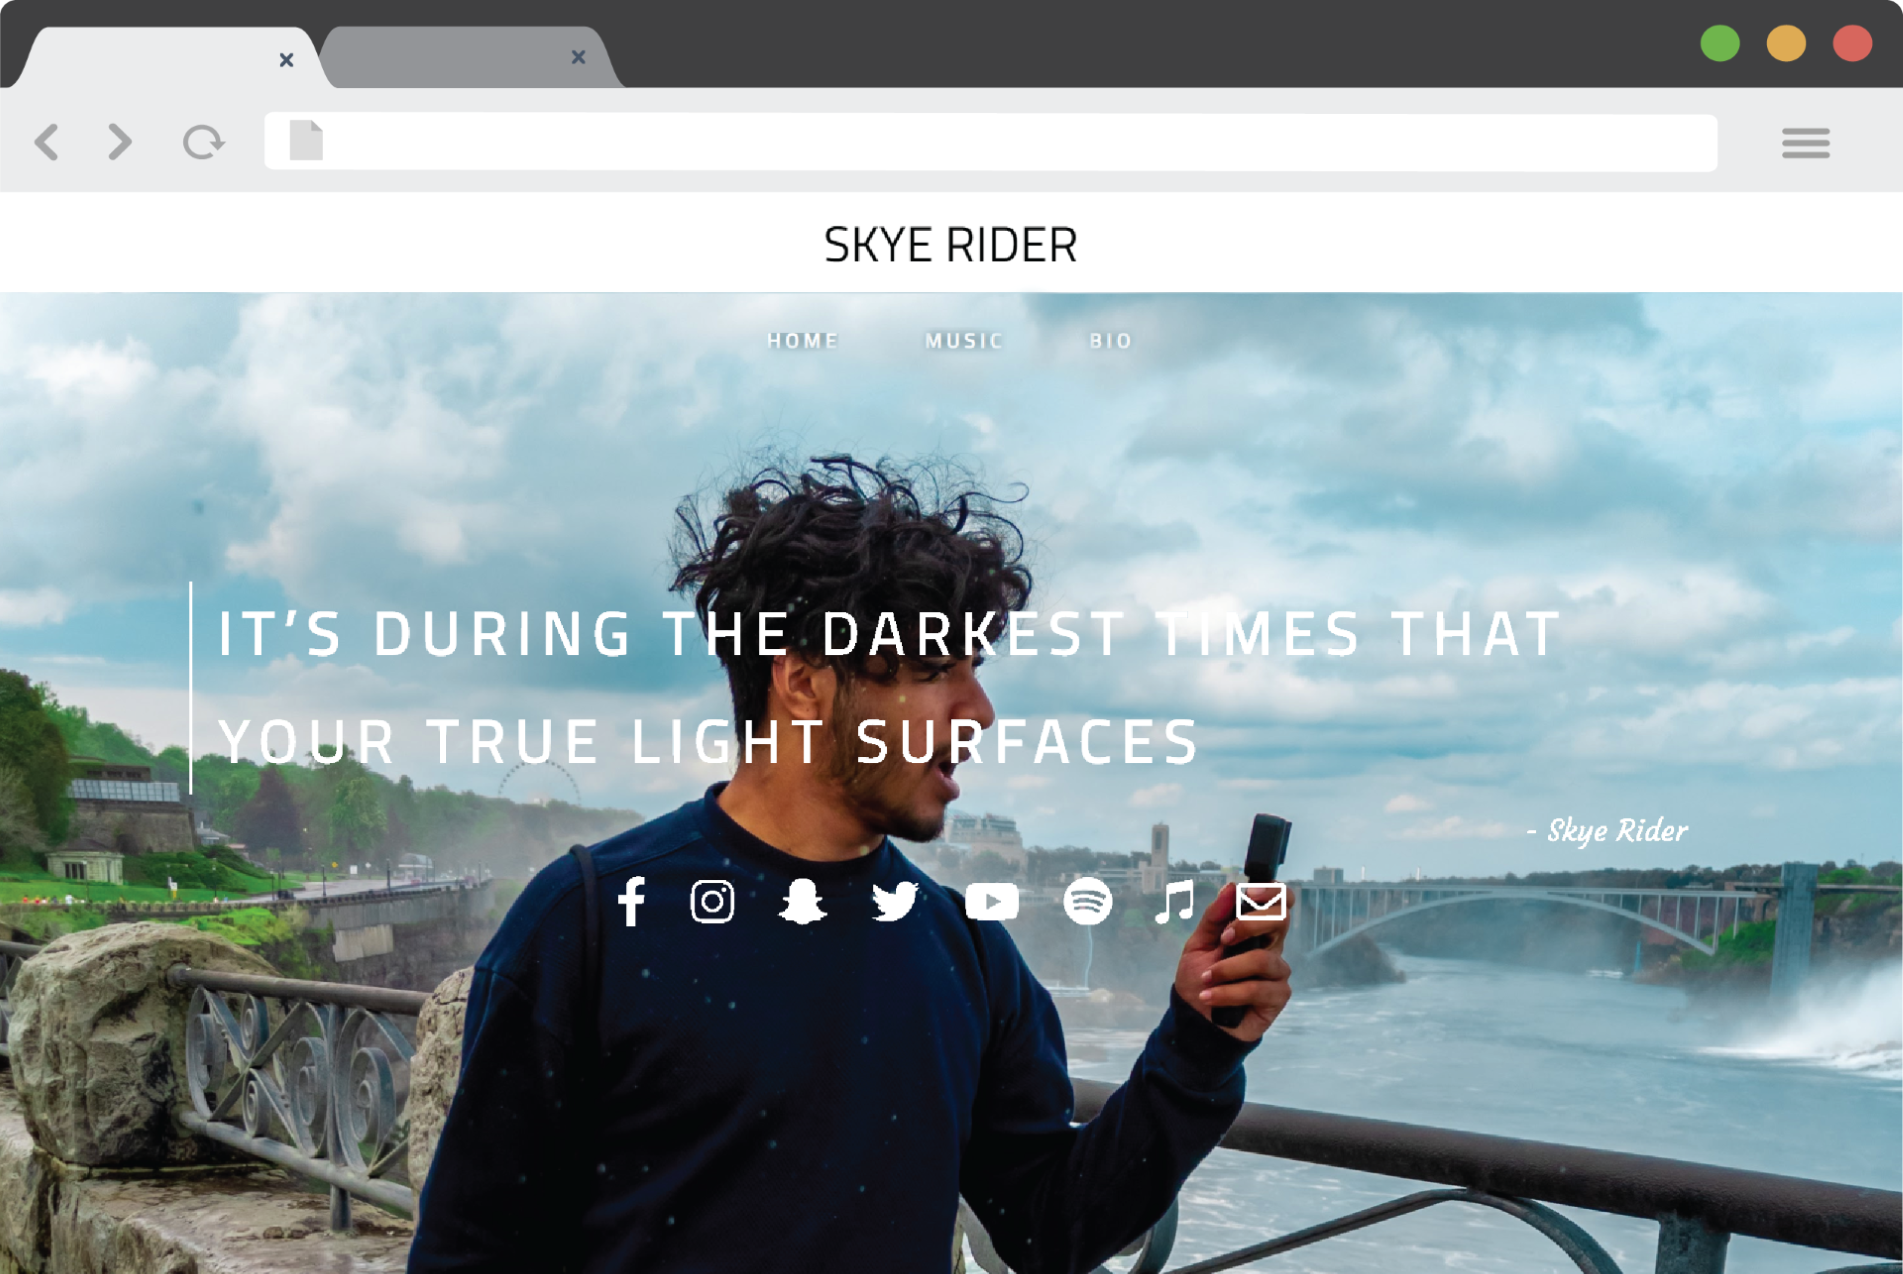 SKYE RIDER
HOME MUSIC BIO
IT’S DURING THE DARKEST TIMES THAT
YOUR TRUE LIGHT SURFACES
- Skye Rider